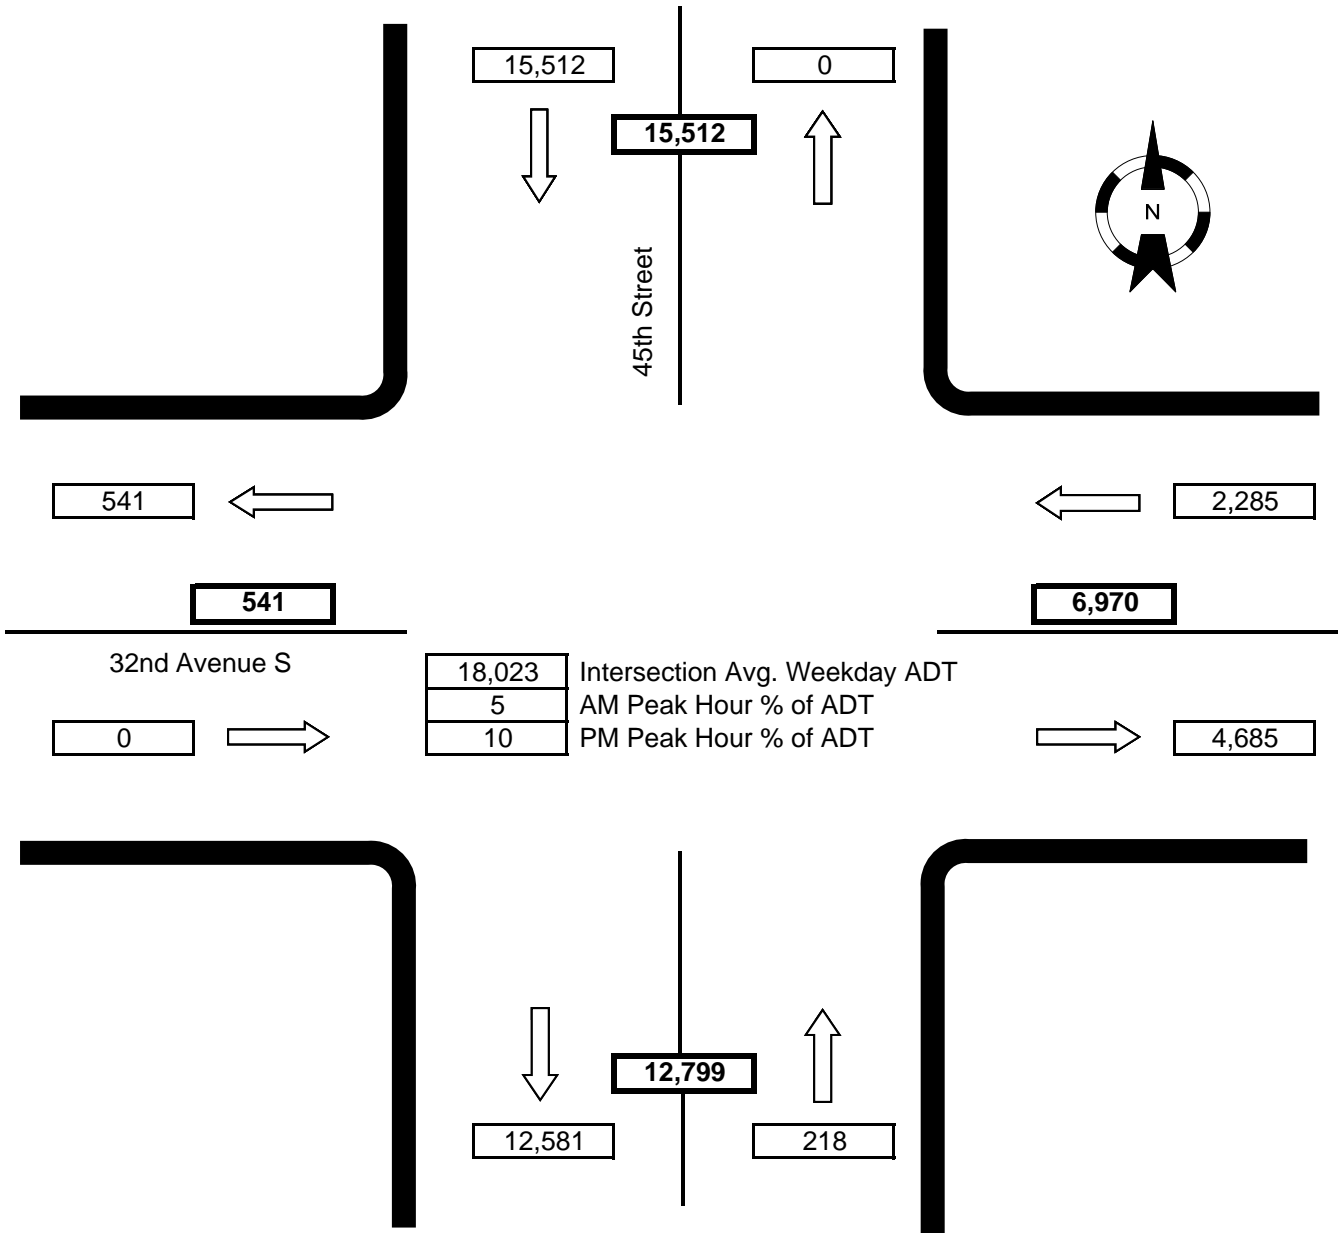 15,512 0
15,512
N
45th Street
541 2,285
541 6,970
32nd Avenue S
18,023 Intersection Avg. Weekday ADT
5 AM Peak Hour % of ADT
10 PM Peak Hour % of ADT
0 4,685
12,799
12,581 218